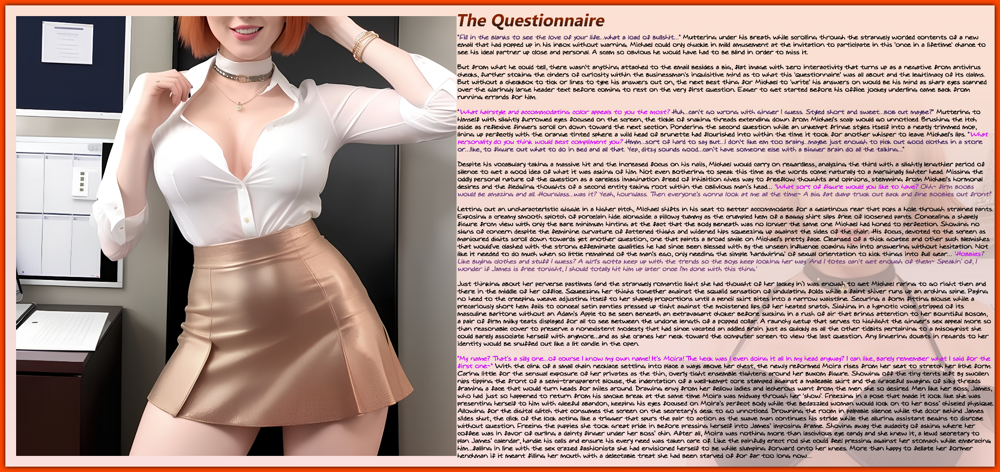 The Questionnaire
"Fill in the blanks to see the love of your life...what a load of bullshit..." Muttering under his breath while scrolling through the strangely worded contents of a new
email that had popped up in his inbox without warning. Michael could only chuckle in mild amusement at the invitation to participate in this 'once in a lifetime' chance to
see his ideal partner up close and personal. A scam so obvious he would have had to be blind in order to miss it.
But from what he could tell, there wasn't anything attached to the email besides a big, flat image with zero interactivity that turns up as a negative from antivirus
checks, further stoking the cinders of curiosity within the businessman's inquisitive mind as to what this 'Questionnaire' was all about and the legitimacy of its claims.
But without a checkbox to tick or lines to type his answers out on, the next best thing for Michael to 'write' his answers on would be his mind as sharp eyes scanned
over the glaringly large header text before coming to rest on the very first question. Eager to get started before his office jockey underling came back from
running errands for him.
"What hairstyle and accommodating color appeals to you the most? Huh...can't go wrong with ginger I guess. Styled short and sweet...bob cut maybe?" Muttering to
himself with slightly furrowed eyes focused on the screen, the tickle of snaking threads extending down from Michael's scalp would go unnoticed. Brushing the itch
aside as reflexive fingers scroll on down toward the next section. Pondering the second question while an unkempt fringe styles itself into a neatly trimmed mop,
lining up perfectly with the orange tinted sphere a wild head of brunette had flourished into within the time it took for another whisper to leave Michael's lips. "What
personality do you think would best compliment you? Hmm...sort of hard to say but...I don't like em too brainy...maybe just enough to pick out good clothes in a store
or...like, to figure out what to do in bed and all that. Yep, ditzy sounds good...can't have someone else with a bigger brain do all the talking..."
Despite his vocabulary taking a massive hit and the increased focus on his nails, Michael would carry on regardless, analyzing the third with a slightly lengthier period of
silence to get a good idea of what it was asking of him. Not even bothering to speak this time as the words come naturally to a marginally lighter head. Missing the
oddly personal nature of the question as a careless imagination freed of inhibition gives way to freeflow thoughts and opinions, stemming from Michael's hormonal
desires and the fledgling thoughts of a second entity taking root within the oblivious man's head... 'What sort of figure would you like to have? Ohh~ firm boobs
would be amazing and all. Hourglass...was it? Yeah, hourglass. Then everyone's gonna look at me all the time~ A big fat dump truck out back and fine boobies out front!'
Letting out an uncharacteristic giggle in a higher pitch, Michael shifts in his seat to better accommodate for a gelatinous rear that pops a hole through strained pants.
Exposing a creamy smooth splotch of porcelain hide alongside a pillowy tummy as the crumpled hem of a baggy shirt slips free of loosened pants. Concealing a shapely
figure from view with only the bare minimum hinting at the fact that the body beneath was no longer the same one Michael had honed to perfection. Showing no
signs of concern despite the feminine curvature of fattened thighs and widened hips squeezing up against the sides of the chair. His focus, devoted to the screen as
manicured digits scroll down towards yet another question, one that paints a broad smile on Michael's pretty face. Cleansed of a thick goatee and other such blemishes
that would've clashed with the strong effeminate qualities he had since been blessed with by the unseen influence coaxing him into answering without hesitation. Not
like it needed to do much when so little remained of the man's ego, only needing the simple 'hardwiring' of sexual orientation to kick things into full gear... 'Hobbies?
Like buying clothes and stuff I guess? A girl's gotta keep up with the trends so the boys keep looking her way. And I totes can't get enough of them~ Speakin' of, I
wonder if James is free tonight, I should totally hit him up later once I'm done with this thing.'
Just thinking about her perverse pastimes (and the strangely romantic light she had thought of her lackey in) was enough to get Michael raring to go right then and
there in the middle of her office. Squeezing her thighs together against the squalid sensation of undulating folds while a faint shiver runs up an arching spine. Paying
no heed to the creeping weave adjusting itself to her shapely proportions until a pencil skirt bites into a narrow waistline. Securing a form fitting blouse while a
precariously short hem fails to conceal satin panties pressed up tight against the moistened lips of her heated snatch. Sighing in a hypnotic voice stripped of its
masculine baritone without an Adam's Apple to be seen beneath an extravagant choker before sucking in a rush of air that brings attention to her bountiful bosom,
a pair of firm milky teats displayed for all to see between the undone length of a popped collar. A raunchy getup that serves to highlight the ginger's sex appeal more so
than reasonable cover to preserve a nonexistent modesty that had since vacated an addled brain just as quickly as all the other tidbits pertaining to a misogynist she
could barely associate herself with anymore...and as she cranes her neck toward the computer screen to view the last question. Any lingering doubts in regards to her
identity would be snuffed out like a lit candle in the open.
"My name? That's a silly one...of course I know my own name! It's Moira! The heck was I even doing it all in my head anyway? I can like, barely remember what I said for the
first one~" With the clink of a small chain necklace settling into place a ways above her chest, the newly reformed Moira rises from her seat to stretch her lithe form.
Caring little for the sensual exposure of her privates as the thin, overly tight ensemble tightens around her buxom figure. Showing off the tiny tents left by swollen
nips tipping the front of a semi-transparent blouse, the indentation of a well-kempt core stamped against a malleable skirt and the graceful swaying of silky threads
framing a face that would turn heads for miles around. Drawing envy from her fellow ladies and lecherous want from the men she so desired. Men like her boss; James,
who had just so happened to return from his smoke break at the same time Moira was midway through her 'show'. Freezing in a pose that made it look like she was
presenting herself to him with gleeful abandon, keeping his eyes focused on Moira's perfect body while the bedazzled woman would look on to her boss' chiseled physique.
Allowing for the digital glitch that consumes the screen on the secretary's desk to go unnoticed. Drowning the room in palpable silence while the door behind James
slides shut, the click of the lock acting like a trigger that spurs the pair to action as the suave man continues his stride while the alluring assistant begins to disrobe
without question. Freeing the puppies she took great pride in before pressing herself into James' imposing frame. Shoving away the audacity of asking where her
coffee was in favor of curling a dainty finger under her boss' chin. After all, Moira was nothing more than lascivious eye candy and she knew it, a lewd secretary to
plan James' calendar, handle his calls and ensure his every need was taken care of. Like the painfully erect rod she could feel pressing against her stomach while embracing
him...falling in line with the sex crazed fashionista she had envisioned herself to be while slumping forward onto her knees. More than happy to fellate her former
henchman if it meant filling her mouth with a delectable treat she had been starved of for far too long now...